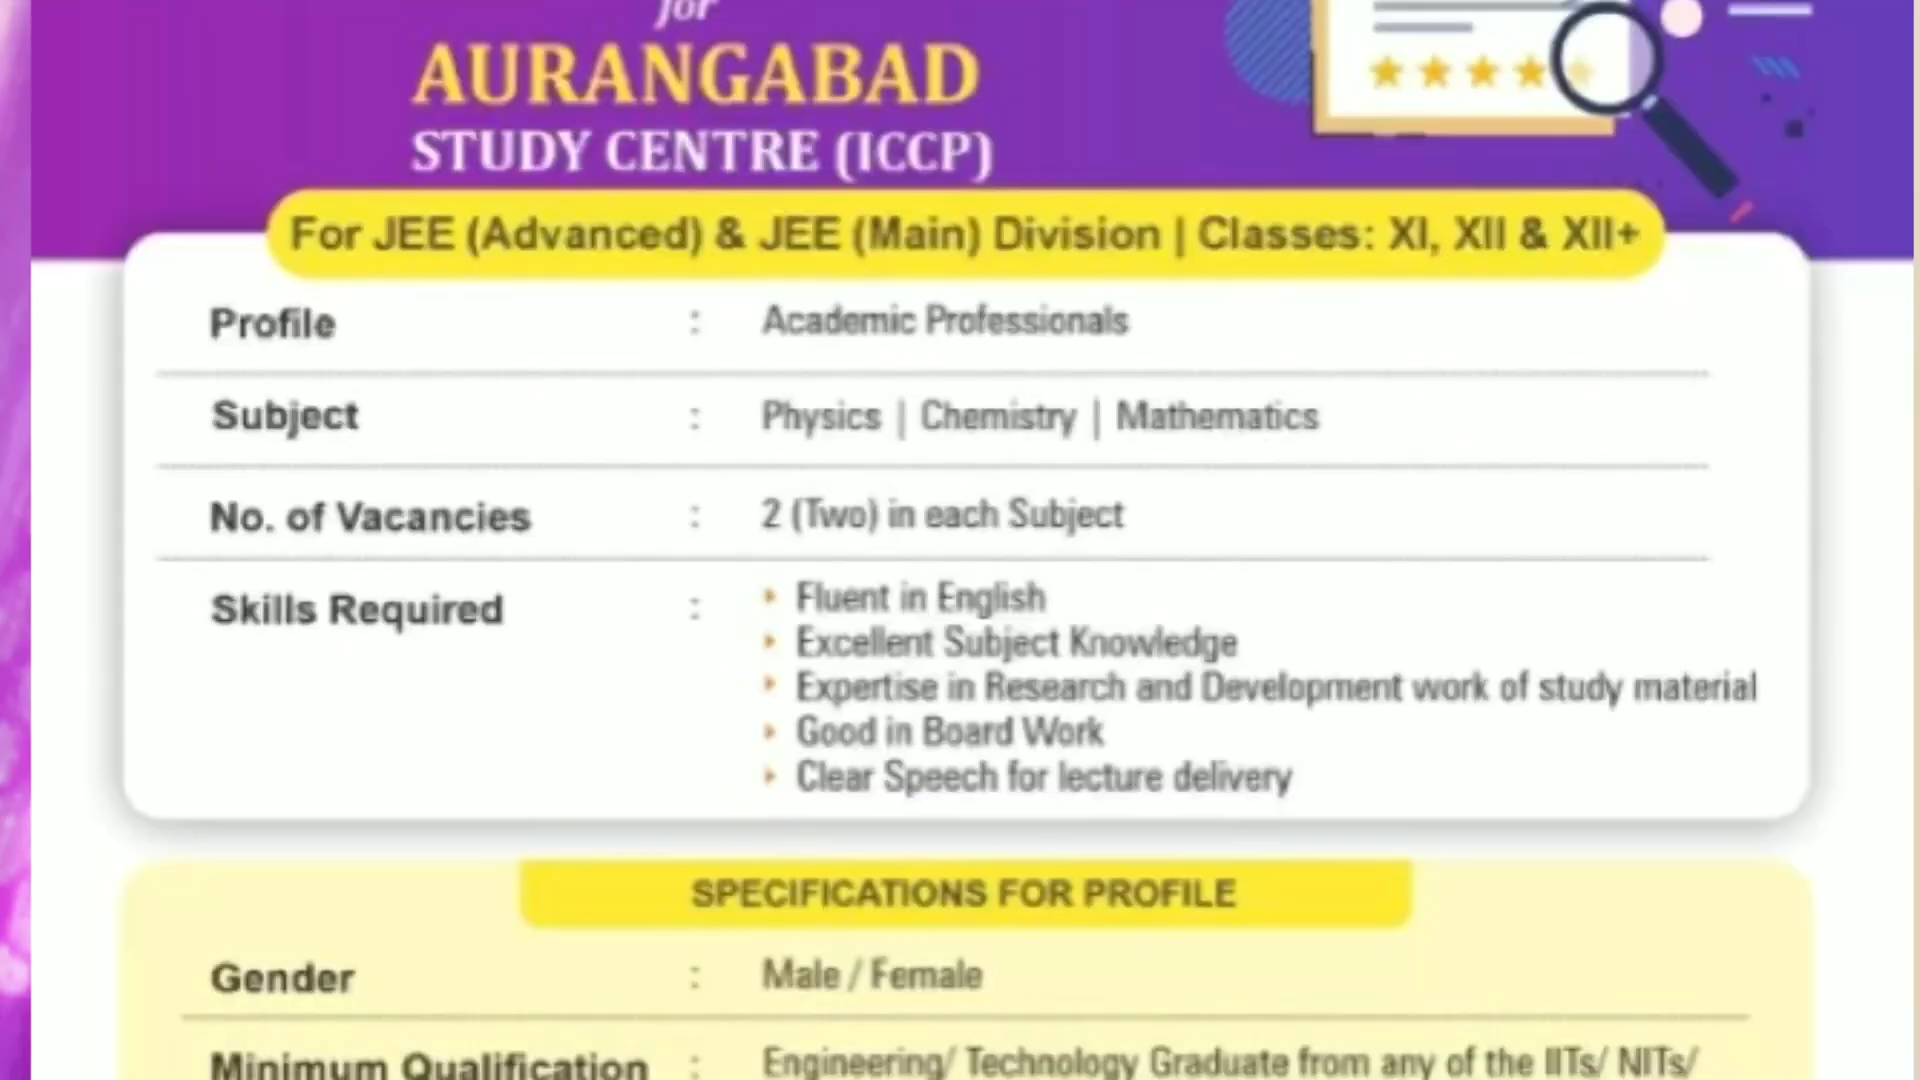 for
AURANGABAD
STUDY CENTRE (ICCP)
For JEE (Advanced) & JEE (Main) Division | Classes: XI, XII & XII+
Profile : Academic Professionals
Subject : Physics | Chemistry | Mathematics
No. of Vacancies : 2 (Two) in each Subject
Skills Required : ‣ Fluent in English
‣ Excellent Subject Knowledge
‣ Expertise in Research and Development work of study material
‣ Good in Board Work
‣ Clear Speech for lecture delivery
SPECIFICATIONS FOR PROFILE
Gender : Male / Female
Minimum Qualification : Engineering/ Technology Graduate from any of the IITs/ NITs/